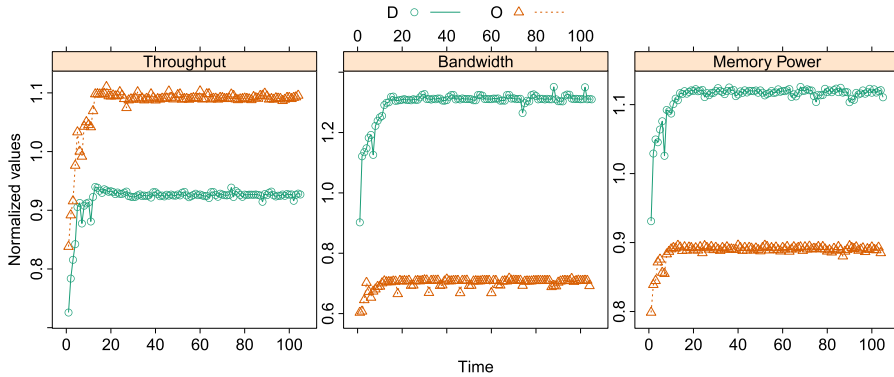 D O
0 20 40 60 80 100
Throughput Bandwidth Memory Power
Normalized values
0.8 0.9 1.0 1.1
0.6 0.8 1.0 1.2
0.8 0.9 1.0 1.1
0 20 40 60 80 100
0 20 40 60 80 100
Time